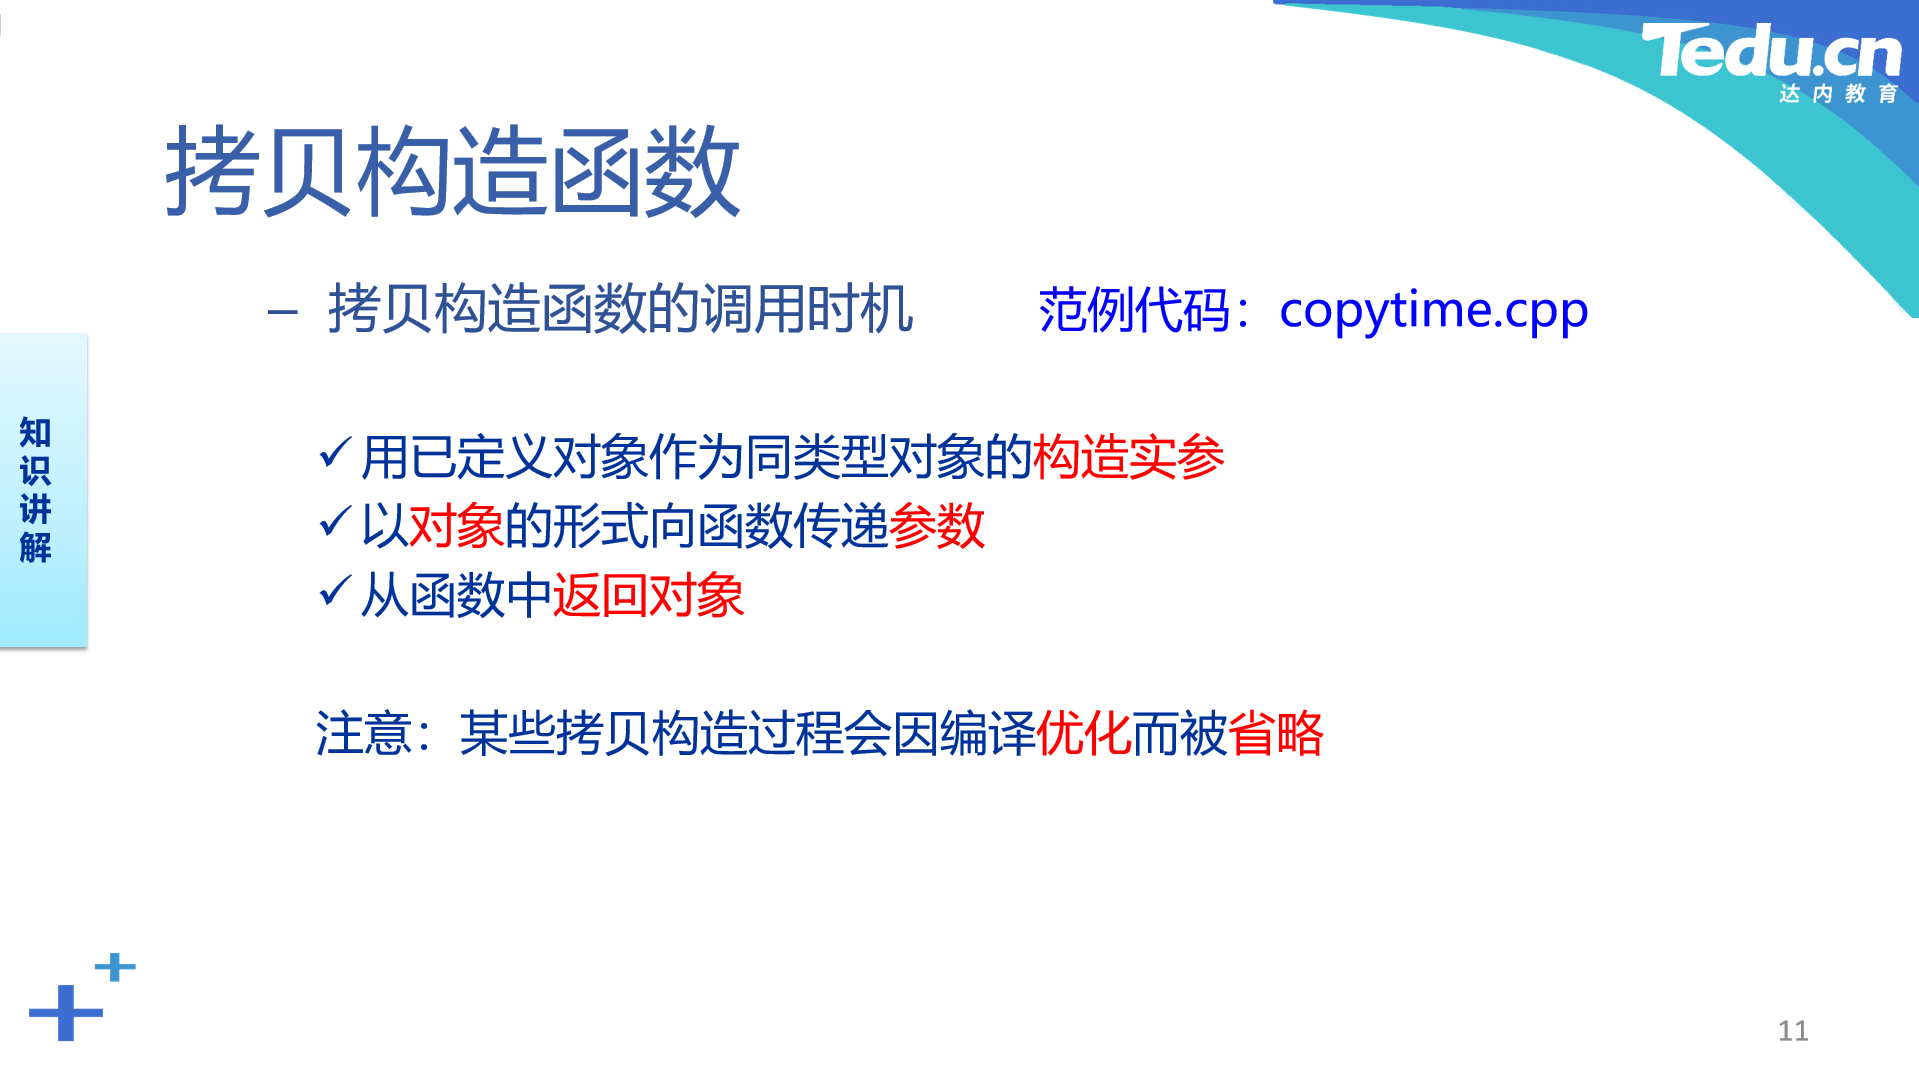 Tedu.cn
达内教育
拷贝构造函数
– 拷贝构造函数的调用时机 范例代码：copytime.cpp
知识讲解
✓用已定义对象作为同类型对象的构造实参
✓以对象的形式向函数传递参数
✓从函数中返回对象
注意：某些拷贝构造过程会因编译优化而被省略
11